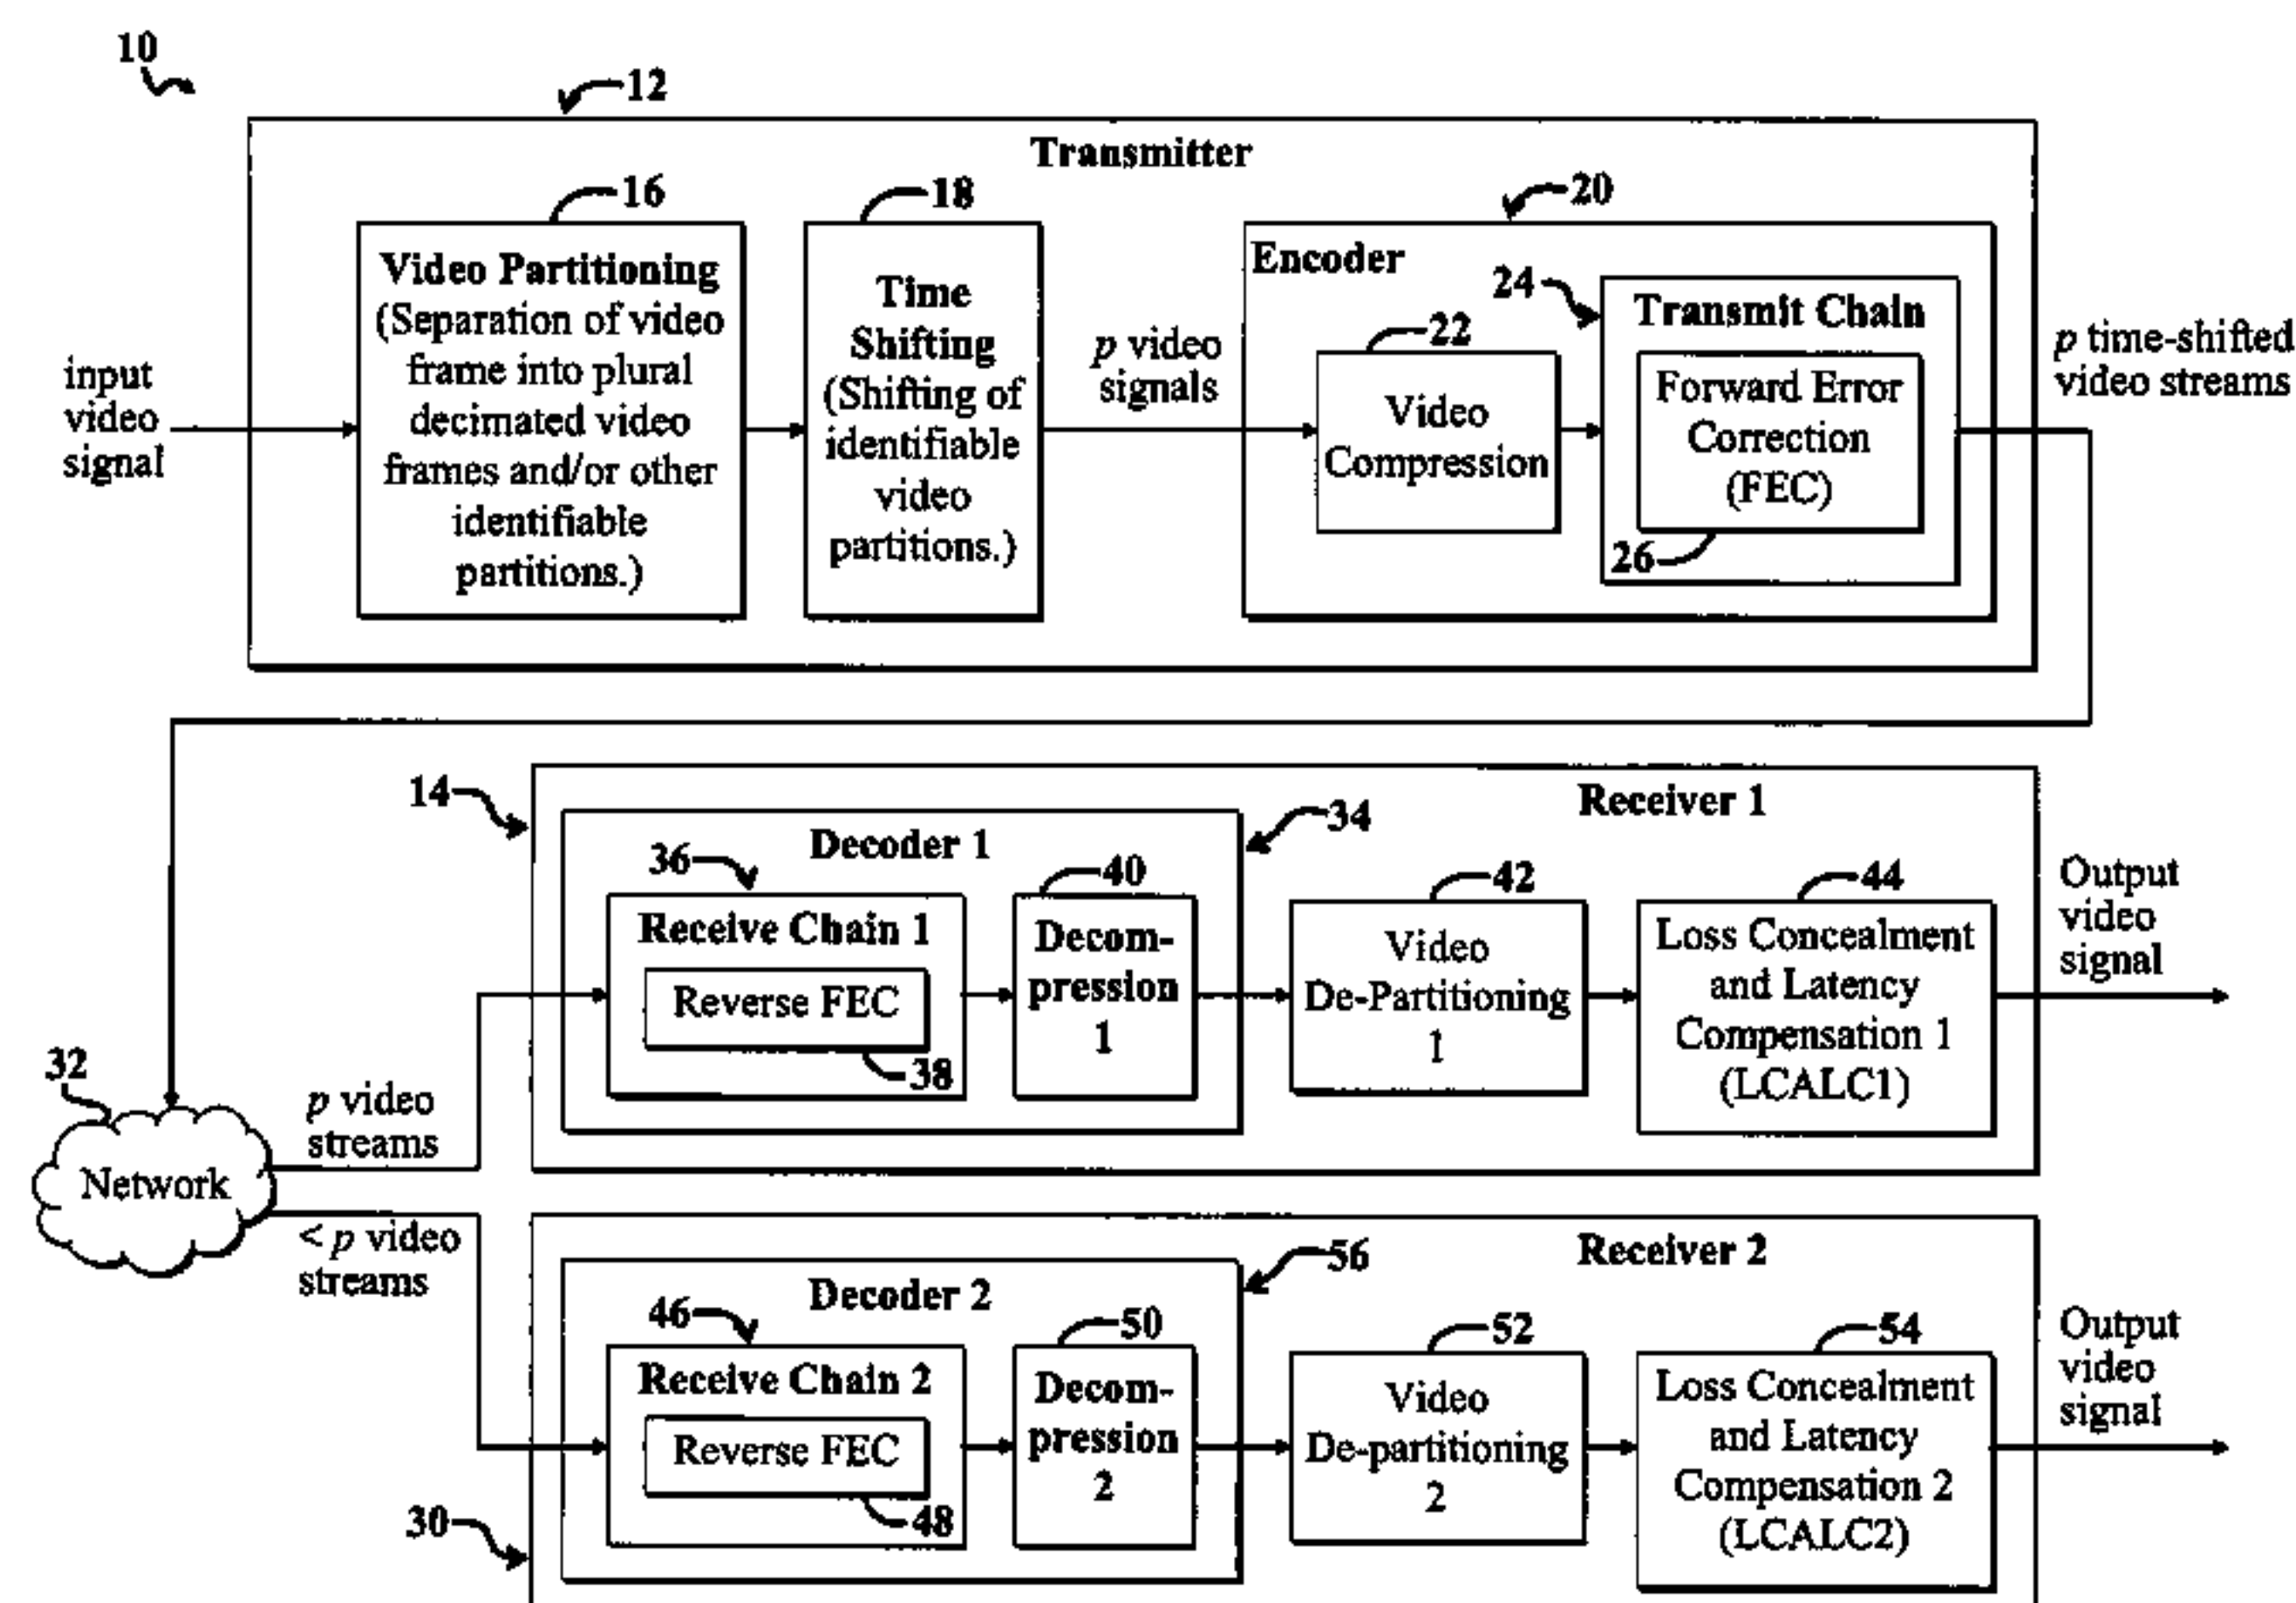 10
12
Transmitter
16
18
20
input
video
signal
Video Partitioning
(Separation of video
frame into plural
decimated video
frames and/or other
identifiable
partitions.)
Time
Shifting
(Shifting of
identifiable
video
partitions.)
p video
signals
Encoder
22
Video
Compression
24
Transmit Chain
Forward Error
Correction
(FEC)
26
p time-shifted
video streams
14
Receiver 1
Decoder 1
34
36
Receive Chain 1
Reverse FEC
38
40
Decom-
pression
1
42
Video
De-Partitioning
1
44
Loss Concealment
and Latency
Compensation 1
(LCALC1)
Output
video
signal
32
Network
p video
streams
< p video
streams
Receiver 2
Decoder 2
56
46
Receive Chain 2
Reverse FEC
48
50
Decom-
pression
2
52
Video
De-partitioning
2
54
Loss Concealment
and Latency
Compensation 2
(LCALC2)
Output
video
signal
30